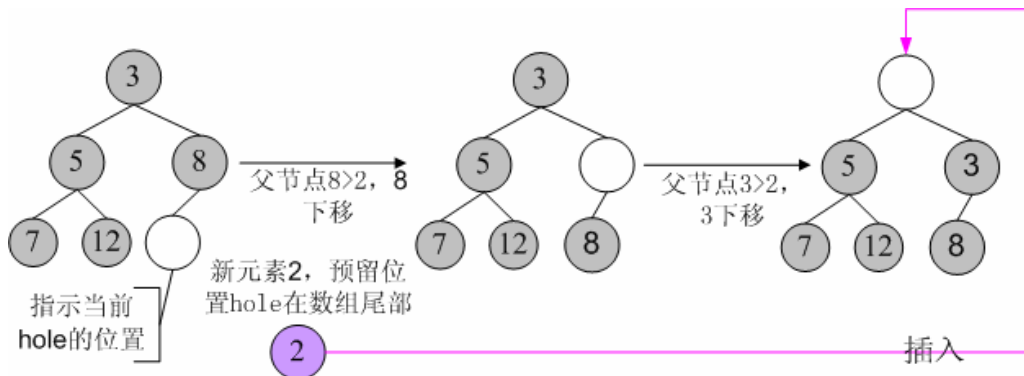 3
5
8
7
12
指示当前
hole的位置
父节点8>2，8
下移
新元素2，预留位
置hole在数组尾部
2
3
5
7
12
8
父节点3>2，
3下移
5
3
7
12
8
插入